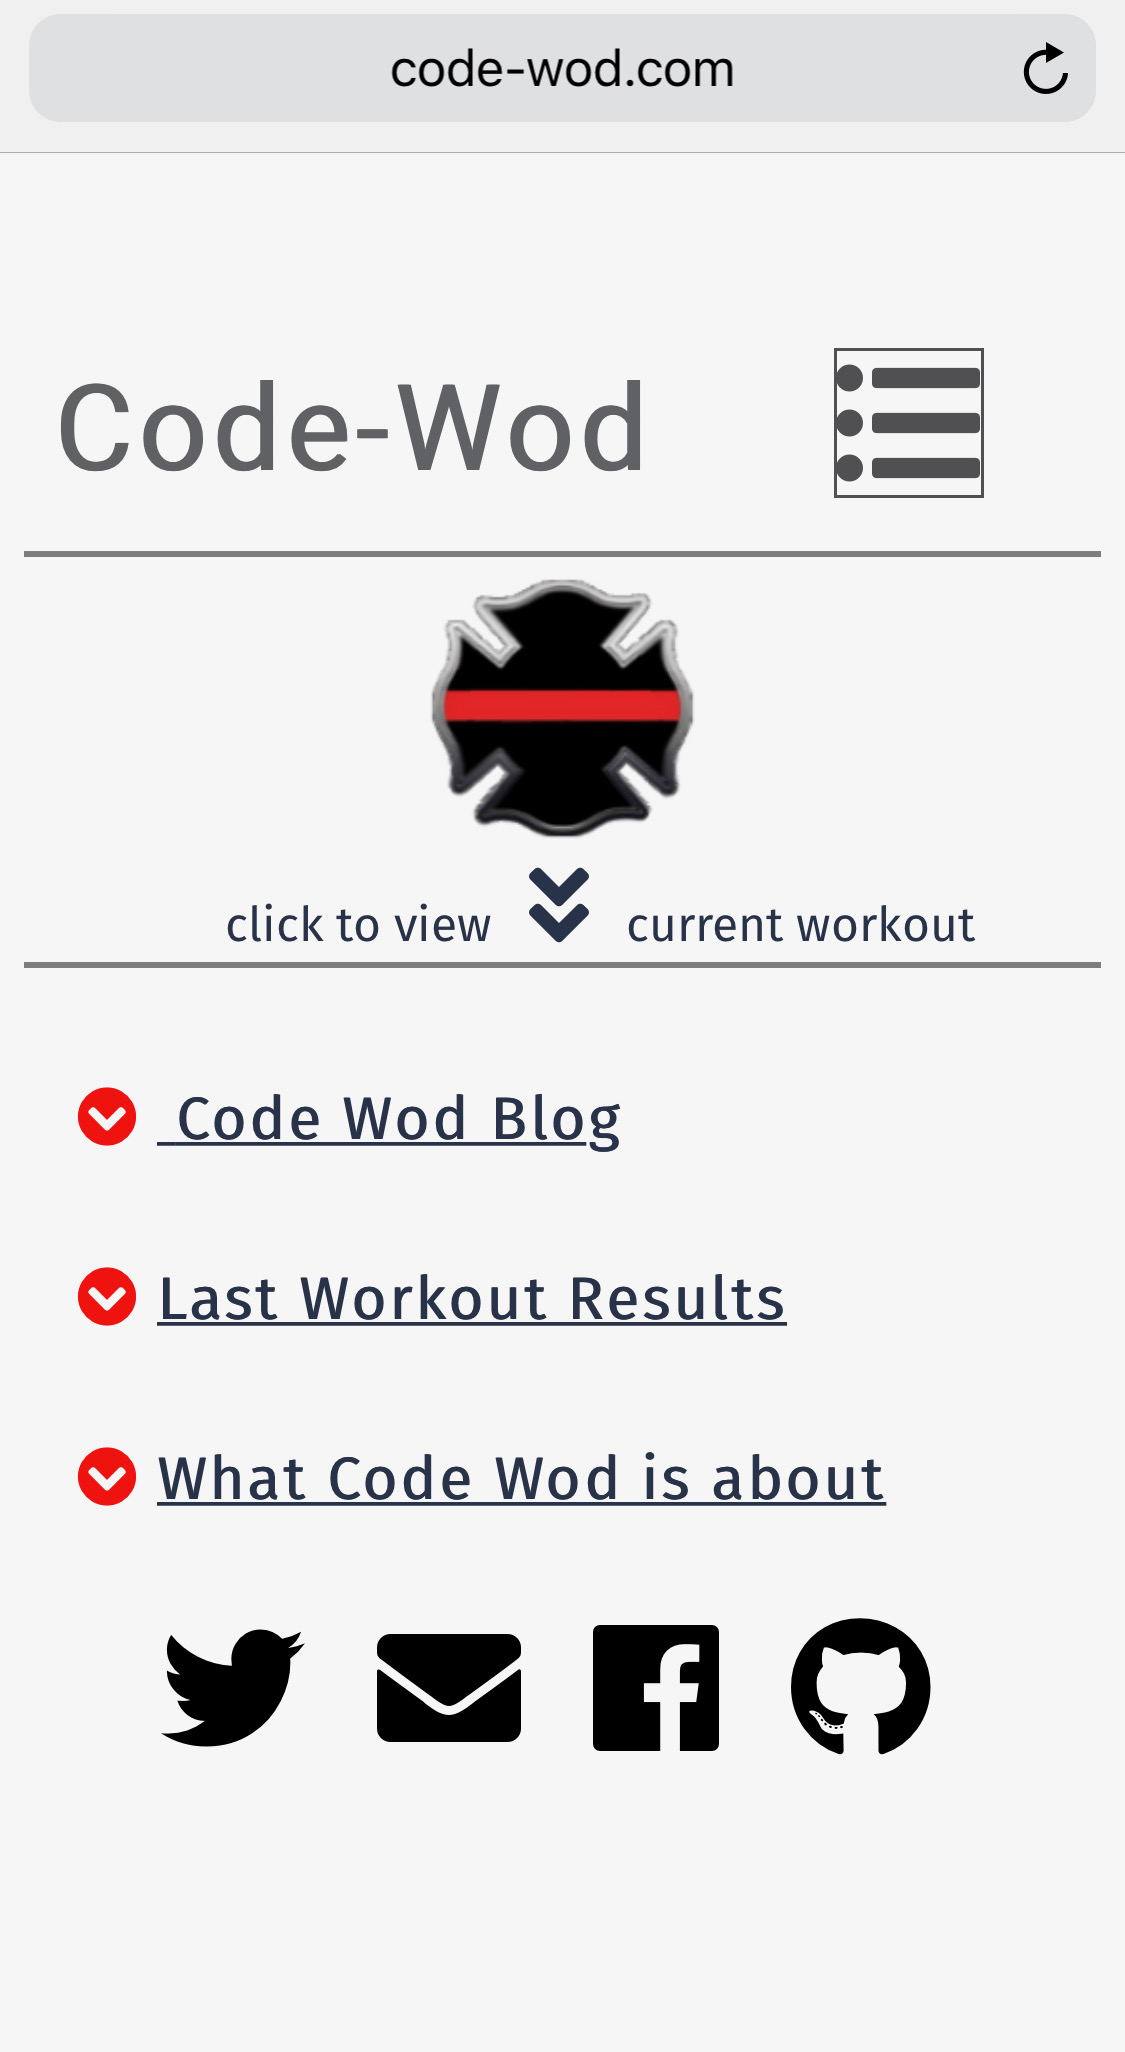 code-wod.com
Code-Wod
click to view current workout
Code Wod Blog
Last Workout Results
What Code Wod is about